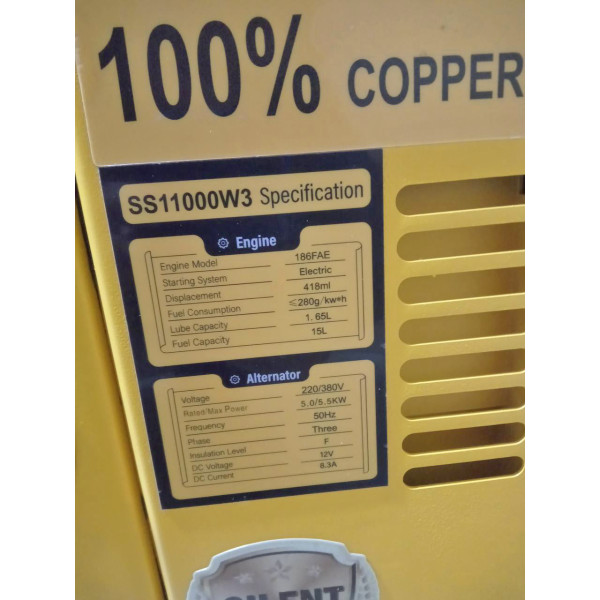 100% COPPER
SS11000W3 Specification
Engine
Engine Model 186FAE
Starting System Electric
Displacement 418ml
Fuel Consumption ≤280g/kw*h
Lube Capacity 1.65L
Fuel Capacity 15L
Alternator
Voltage 220/380V
Rated/Max Power 5.0/5.5KW
Frequency 50Hz
Phase Three
Insulation Level F
DC Voltage 12V
DC Current 8.3A
SILENT